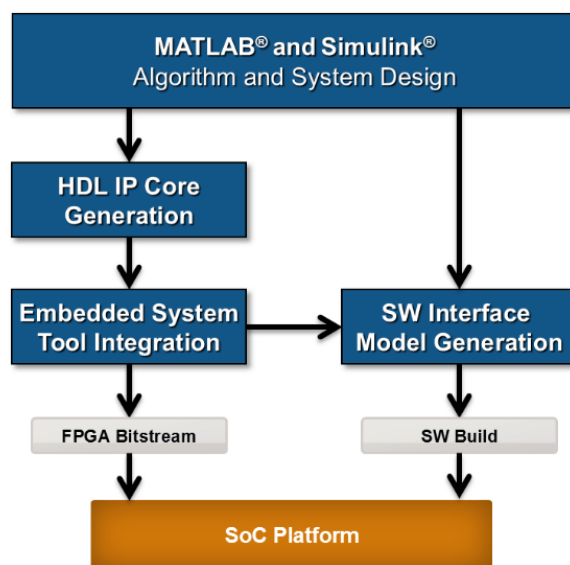 MATLAB® and Simulink®
Algorithm and System Design
HDL IP Core
Generation
Embedded System
Tool Integration
SW Interface
Model Generation
FPGA Bitstream
SW Build
SoC Platform